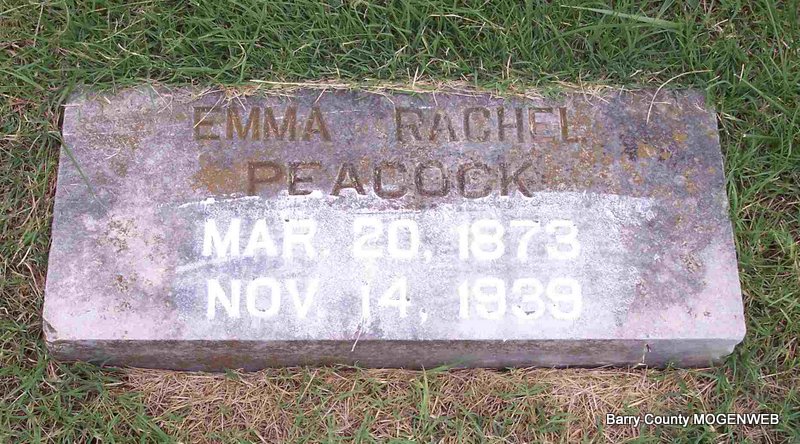 EMMA RACHEL
PEACOCK
MAR. 20, 1873
NOV. 14, 1939
Barry County MOGENWEB